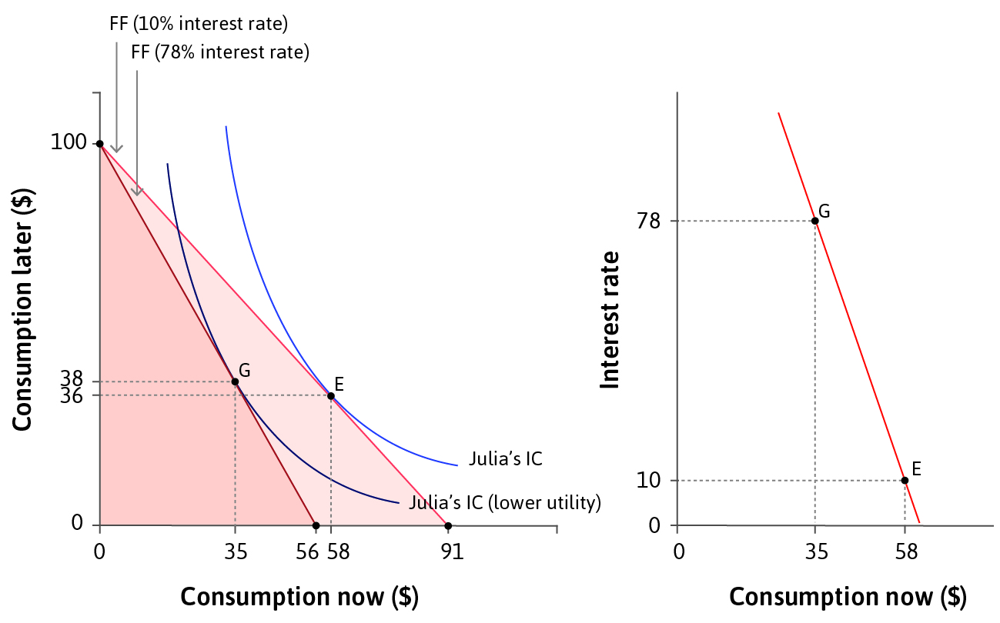 FF (10% interest rate)
FF (78% interest rate)
Consumption later ($)
100
38
36
0
G
E
Julia's IC
Julia's IC (lower utility)
0
35
56
58
91
Consumption now ($)
Interest rate
78
10
0
G
E
0
35
58
Consumption now ($)